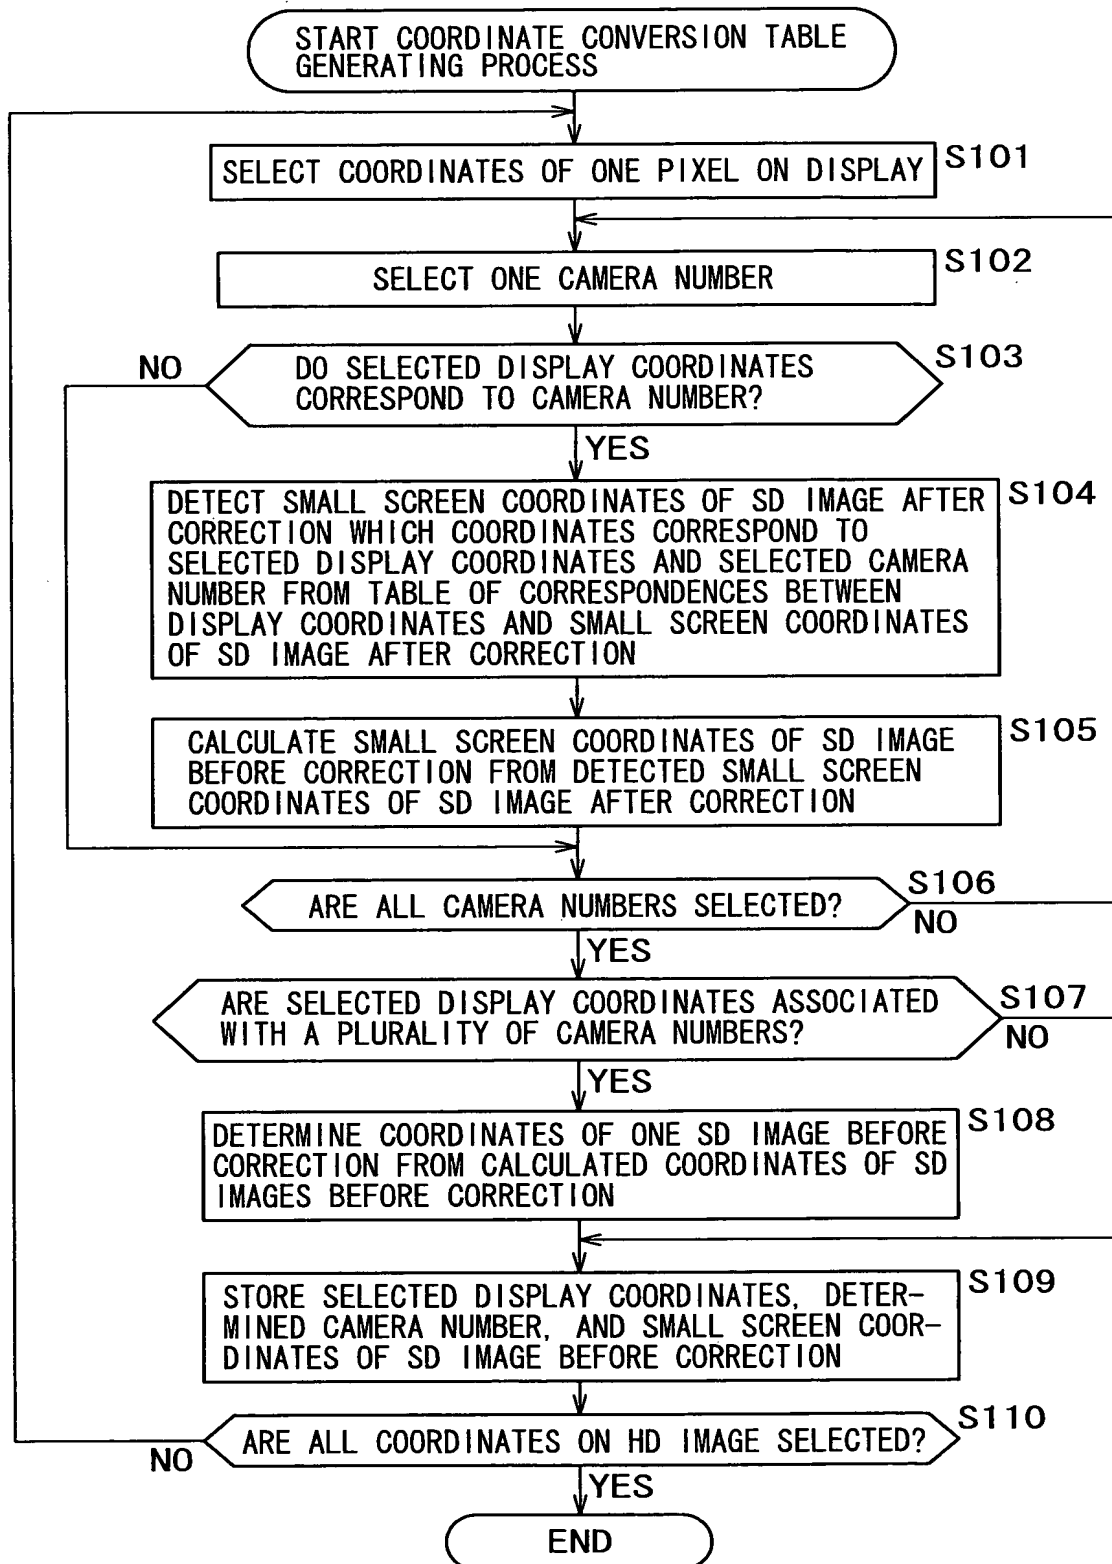 START COORDINATE CONVERSION TABLE
GENERATING PROCESS
SELECT COORDINATES OF ONE PIXEL ON DISPLAY
S101
SELECT ONE CAMERA NUMBER
S102
NO
DO SELECTED DISPLAY COORDINATES
CORRESPOND TO CAMERA NUMBER?
S103
YES
DETECT SMALL SCREEN COORDINATES OF SD IMAGE AFTER
CORRECTION WHICH COORDINATES CORRESPOND TO
SELECTED DISPLAY COORDINATES AND SELECTED CAMERA
NUMBER FROM TABLE OF CORRESPONDENCES BETWEEN
DISPLAY COORDINATES AND SMALL SCREEN COORDINATES
OF SD IMAGE AFTER CORRECTION
S104
CALCULATE SMALL SCREEN COORDINATES OF SD IMAGE
BEFORE CORRECTION FROM DETECTED SMALL SCREEN
COORDINATES OF SD IMAGE AFTER CORRECTION
S105
ARE ALL CAMERA NUMBERS SELECTED?
S106
NO
YES
ARE SELECTED DISPLAY COORDINATES ASSOCIATED
WITH A PLURALITY OF CAMERA NUMBERS?
S107
NO
YES
DETERMINE COORDINATES OF ONE SD IMAGE BEFORE
CORRECTION FROM CALCULATED COORDINATES OF SD
IMAGES BEFORE CORRECTION
S108
STORE SELECTED DISPLAY COORDINATES, DETER-
MINED CAMERA NUMBER, AND SMALL SCREEN COOR-
DINATES OF SD IMAGE BEFORE CORRECTION
S109
ARE ALL COORDINATES ON HD IMAGE SELECTED?
S110
NO
YES
END